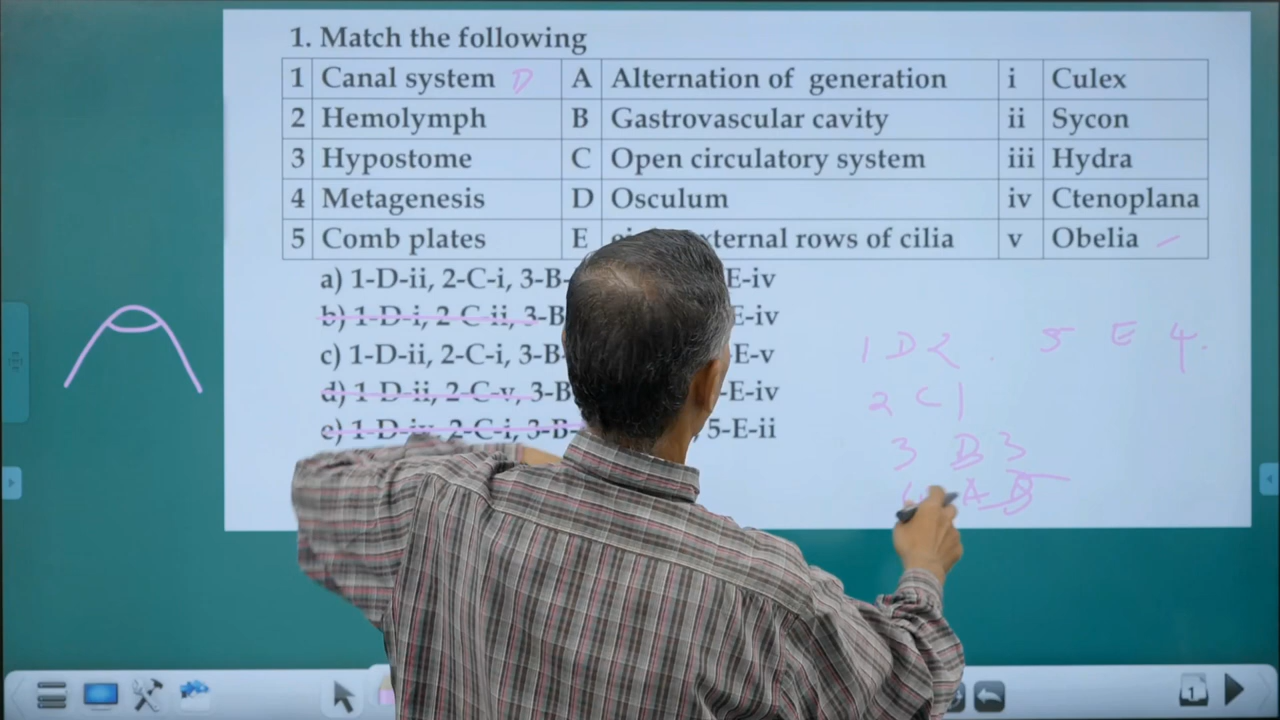 1. Match the following
1 Canal system D A Alternation of generation i Culex
2 Hemolymph B Gastrovascular cavity ii Sycon
3 Hypostome C Open circulatory system iii Hydra
4 Metagenesis D Osculum iv Ctenoplana
5 Comb plates E external rows of cilia v Obelia
a) 1-D-ii, 2-C-i, 3-B- E-iv
b) 1-D-i, 2-C-ii, 3-B E-iv
c) 1-D-ii, 2-C-i, 3-B- E-v
d) 1-D-ii, 2-C-v, 3-B -E-iv
e) 1-D-iv, 2-C-i, 3-B- 5-E-ii
1 D 2 . 5 E 4.
2 C 1
3 B 3
A
1